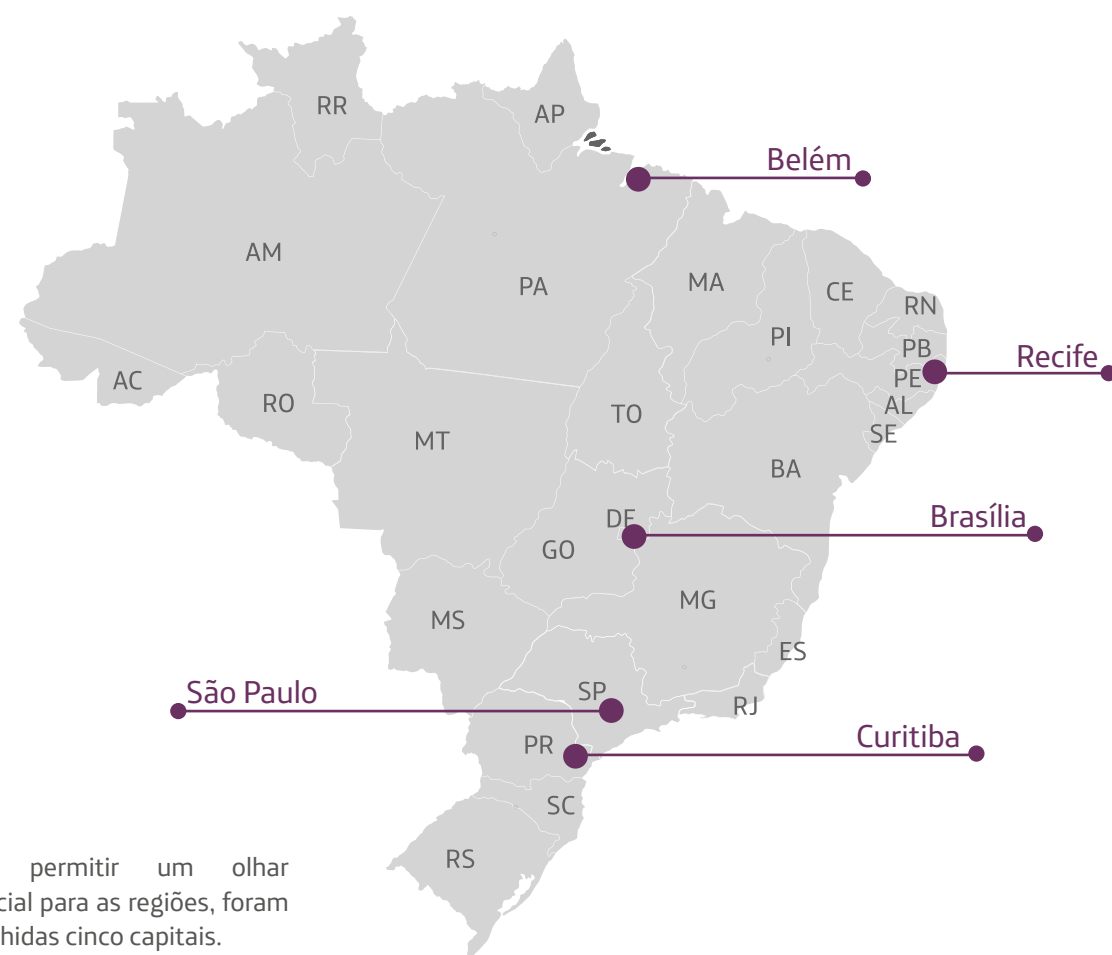 RR
AP
Belém
AM
PA
MA
CE
RN
PI
PB
Recife
AC
PE
RO
AL
TO
SE
MT
BA
DF
Brasília
GO
MG
MS
ES
São Paulo
SP
RJ
PR
Curitiba
SC
RS
permitir um olhar
cial para as regiões, foram
hidas cinco capitais.